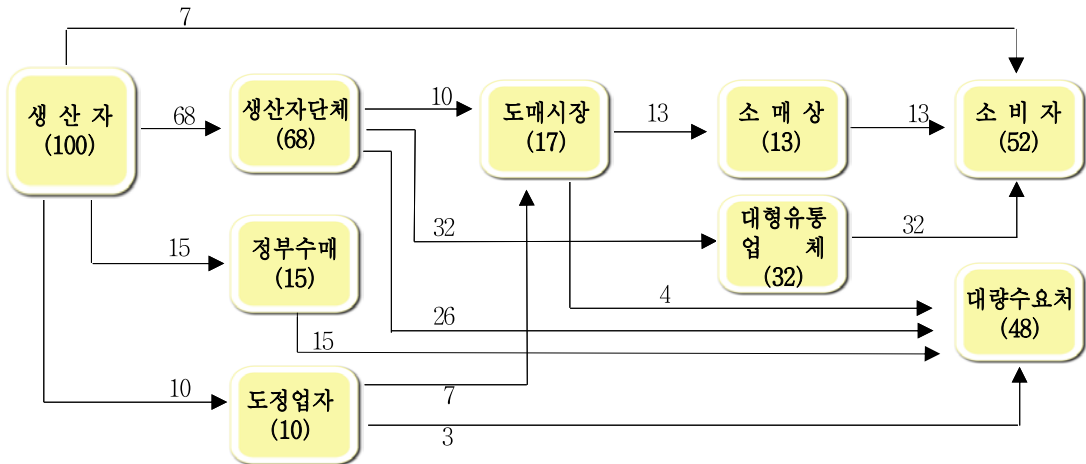 7
생 산 자
(100)
68
생산자단체
(68)
10
도매시장
(17)
13
소 매 상
(13)
13
소 비 자
(52)
15
정부수매
(15)
32
대형유통
업 체
(32)
32
4
26
15
대량수요처
(48)
10
도정업자
(10)
7
3